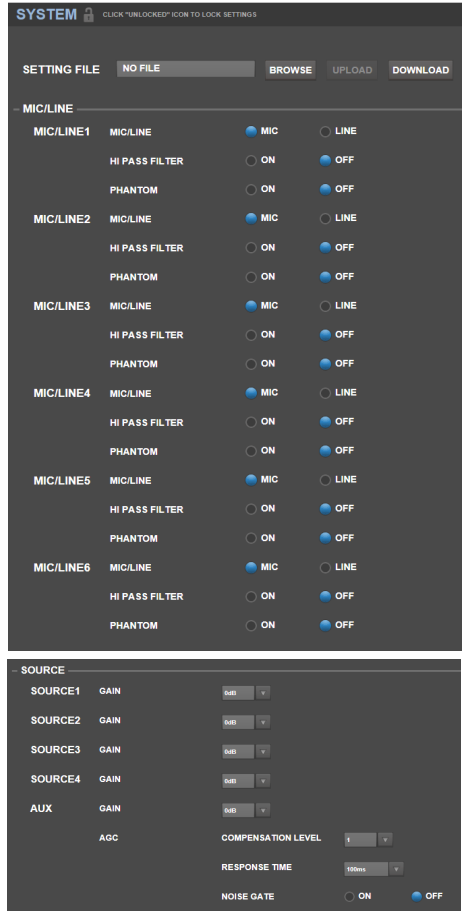 SYSTEM CLICK "UNLOCKED" ICON TO LOCK SETTINGS
SETTING FILE NO FILE BROWSE UPLOAD DOWNLOAD
MIC/LINE
MIC/LINE1 MIC/LINE MIC LINE
HI PASS FILTER ON OFF
PHANTOM ON OFF
MIC/LINE2 MIC/LINE MIC LINE
HI PASS FILTER ON OFF
PHANTOM ON OFF
MIC/LINE3 MIC/LINE MIC LINE
HI PASS FILTER ON OFF
PHANTOM ON OFF
MIC/LINE4 MIC/LINE MIC LINE
HI PASS FILTER ON OFF
PHANTOM ON OFF
MIC/LINE5 MIC/LINE MIC LINE
HI PASS FILTER ON OFF
PHANTOM ON OFF
MIC/LINE6 MIC/LINE MIC LINE
HI PASS FILTER ON OFF
PHANTOM ON OFF
SOURCE
SOURCE1 GAIN 0dB
SOURCE2 GAIN 0dB
SOURCE3 GAIN 0dB
SOURCE4 GAIN 0dB
AUX GAIN 0dB
AGC COMPENSATION LEVEL 1
RESPONSE TIME 100ms
NOISE GATE ON OFF